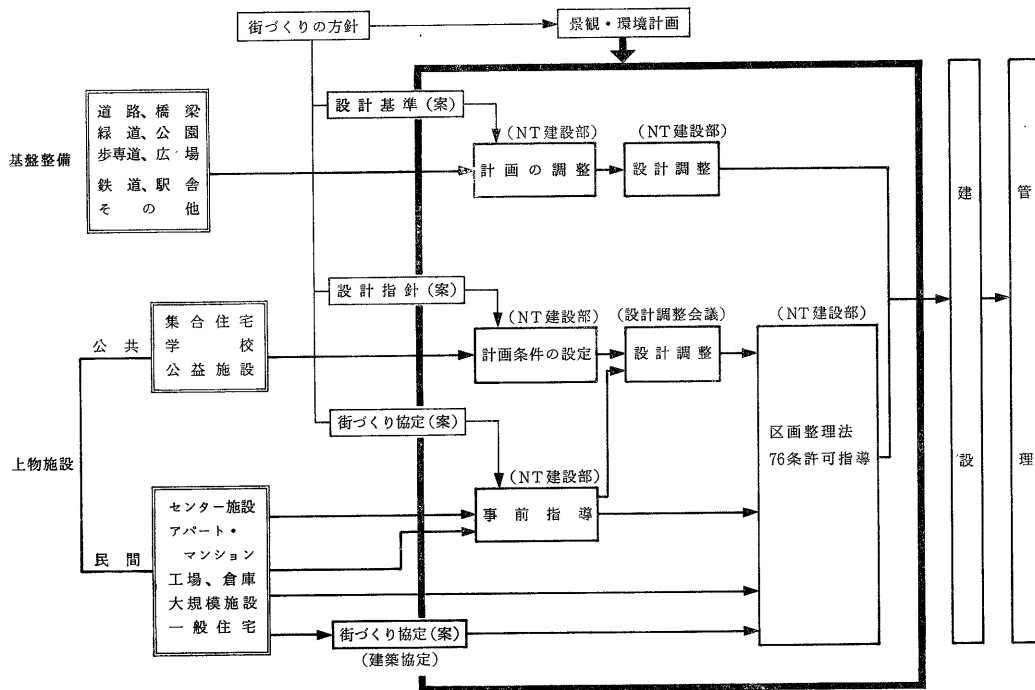 街づくりの方針
景観・環境計画
設計基準(案)
基盤整備
道路、橋梁
緑道、公園
歩専道、広場
鉄道、駅舎
その他
(NT建設部)
計画の調整
(NT建設部)
設計調整
設計指針(案)
公共
集合住宅
学校
公益施設
(NT建設部)
計画条件の設定
(設計調整会議)
設計調整
(NT建設部)
区画整理法
76条許可指導
上物施設
街づくり協定(案)
(NT建設部)
事前指導
民間
センター施設
アパート・
マンション
工場、倉庫
大規模施設
一般住宅
街づくり協定(案)
(建築協定)
建設
管理